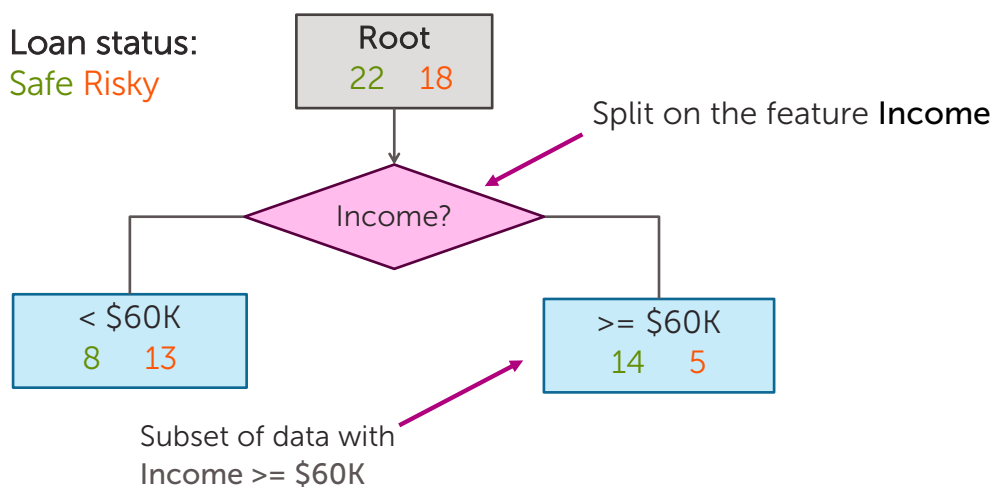 Loan status:
Safe Risky
Root
22 18
Split on the feature Income
Income?
< $60K
8 13
>= $60K
14 5
Subset of data with
Income >= $60K